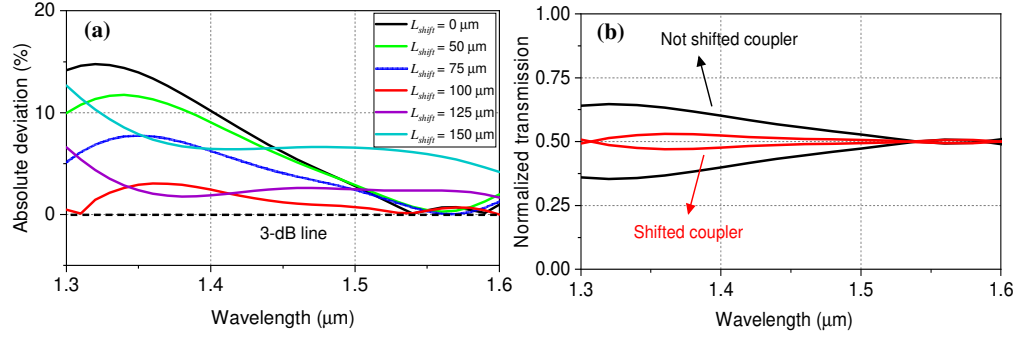 (a)
L_shift = 0 μm
L_shift = 50 μm
L_shift = 75 μm
L_shift = 100 μm
L_shift = 125 μm
L_shift = 150 μm
20
10
0
Absolute deviation (%)
3-dB line
1.3
1.4
1.5
1.6
Wavelength (μm)
(b)
Not shifted coupler
Shifted coupler
1.00
0.75
0.50
0.25
0.00
Normalized transmission
1.3
1.4
1.5
1.6
Wavelength (μm)